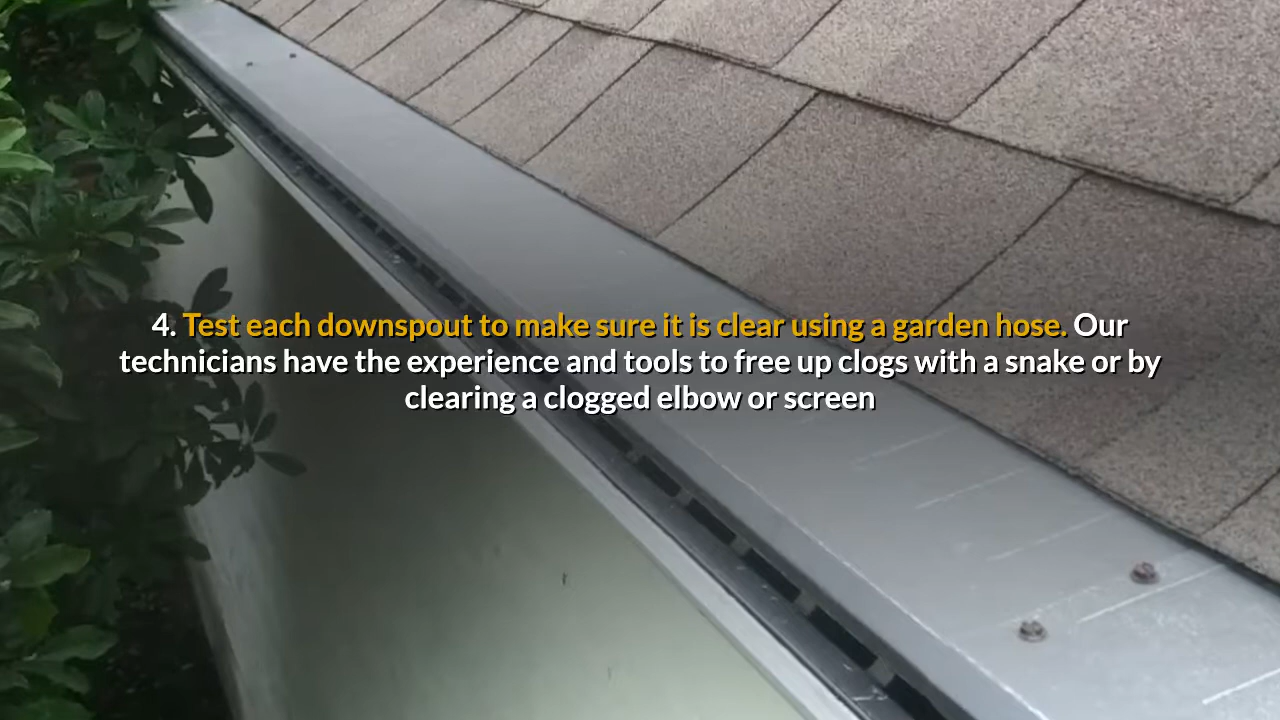 4. Test each downspout to make sure it is clear using a garden hose. Our
technicians have the experience and tools to free up clogs with a snake or by
clearing a clogged elbow or screen